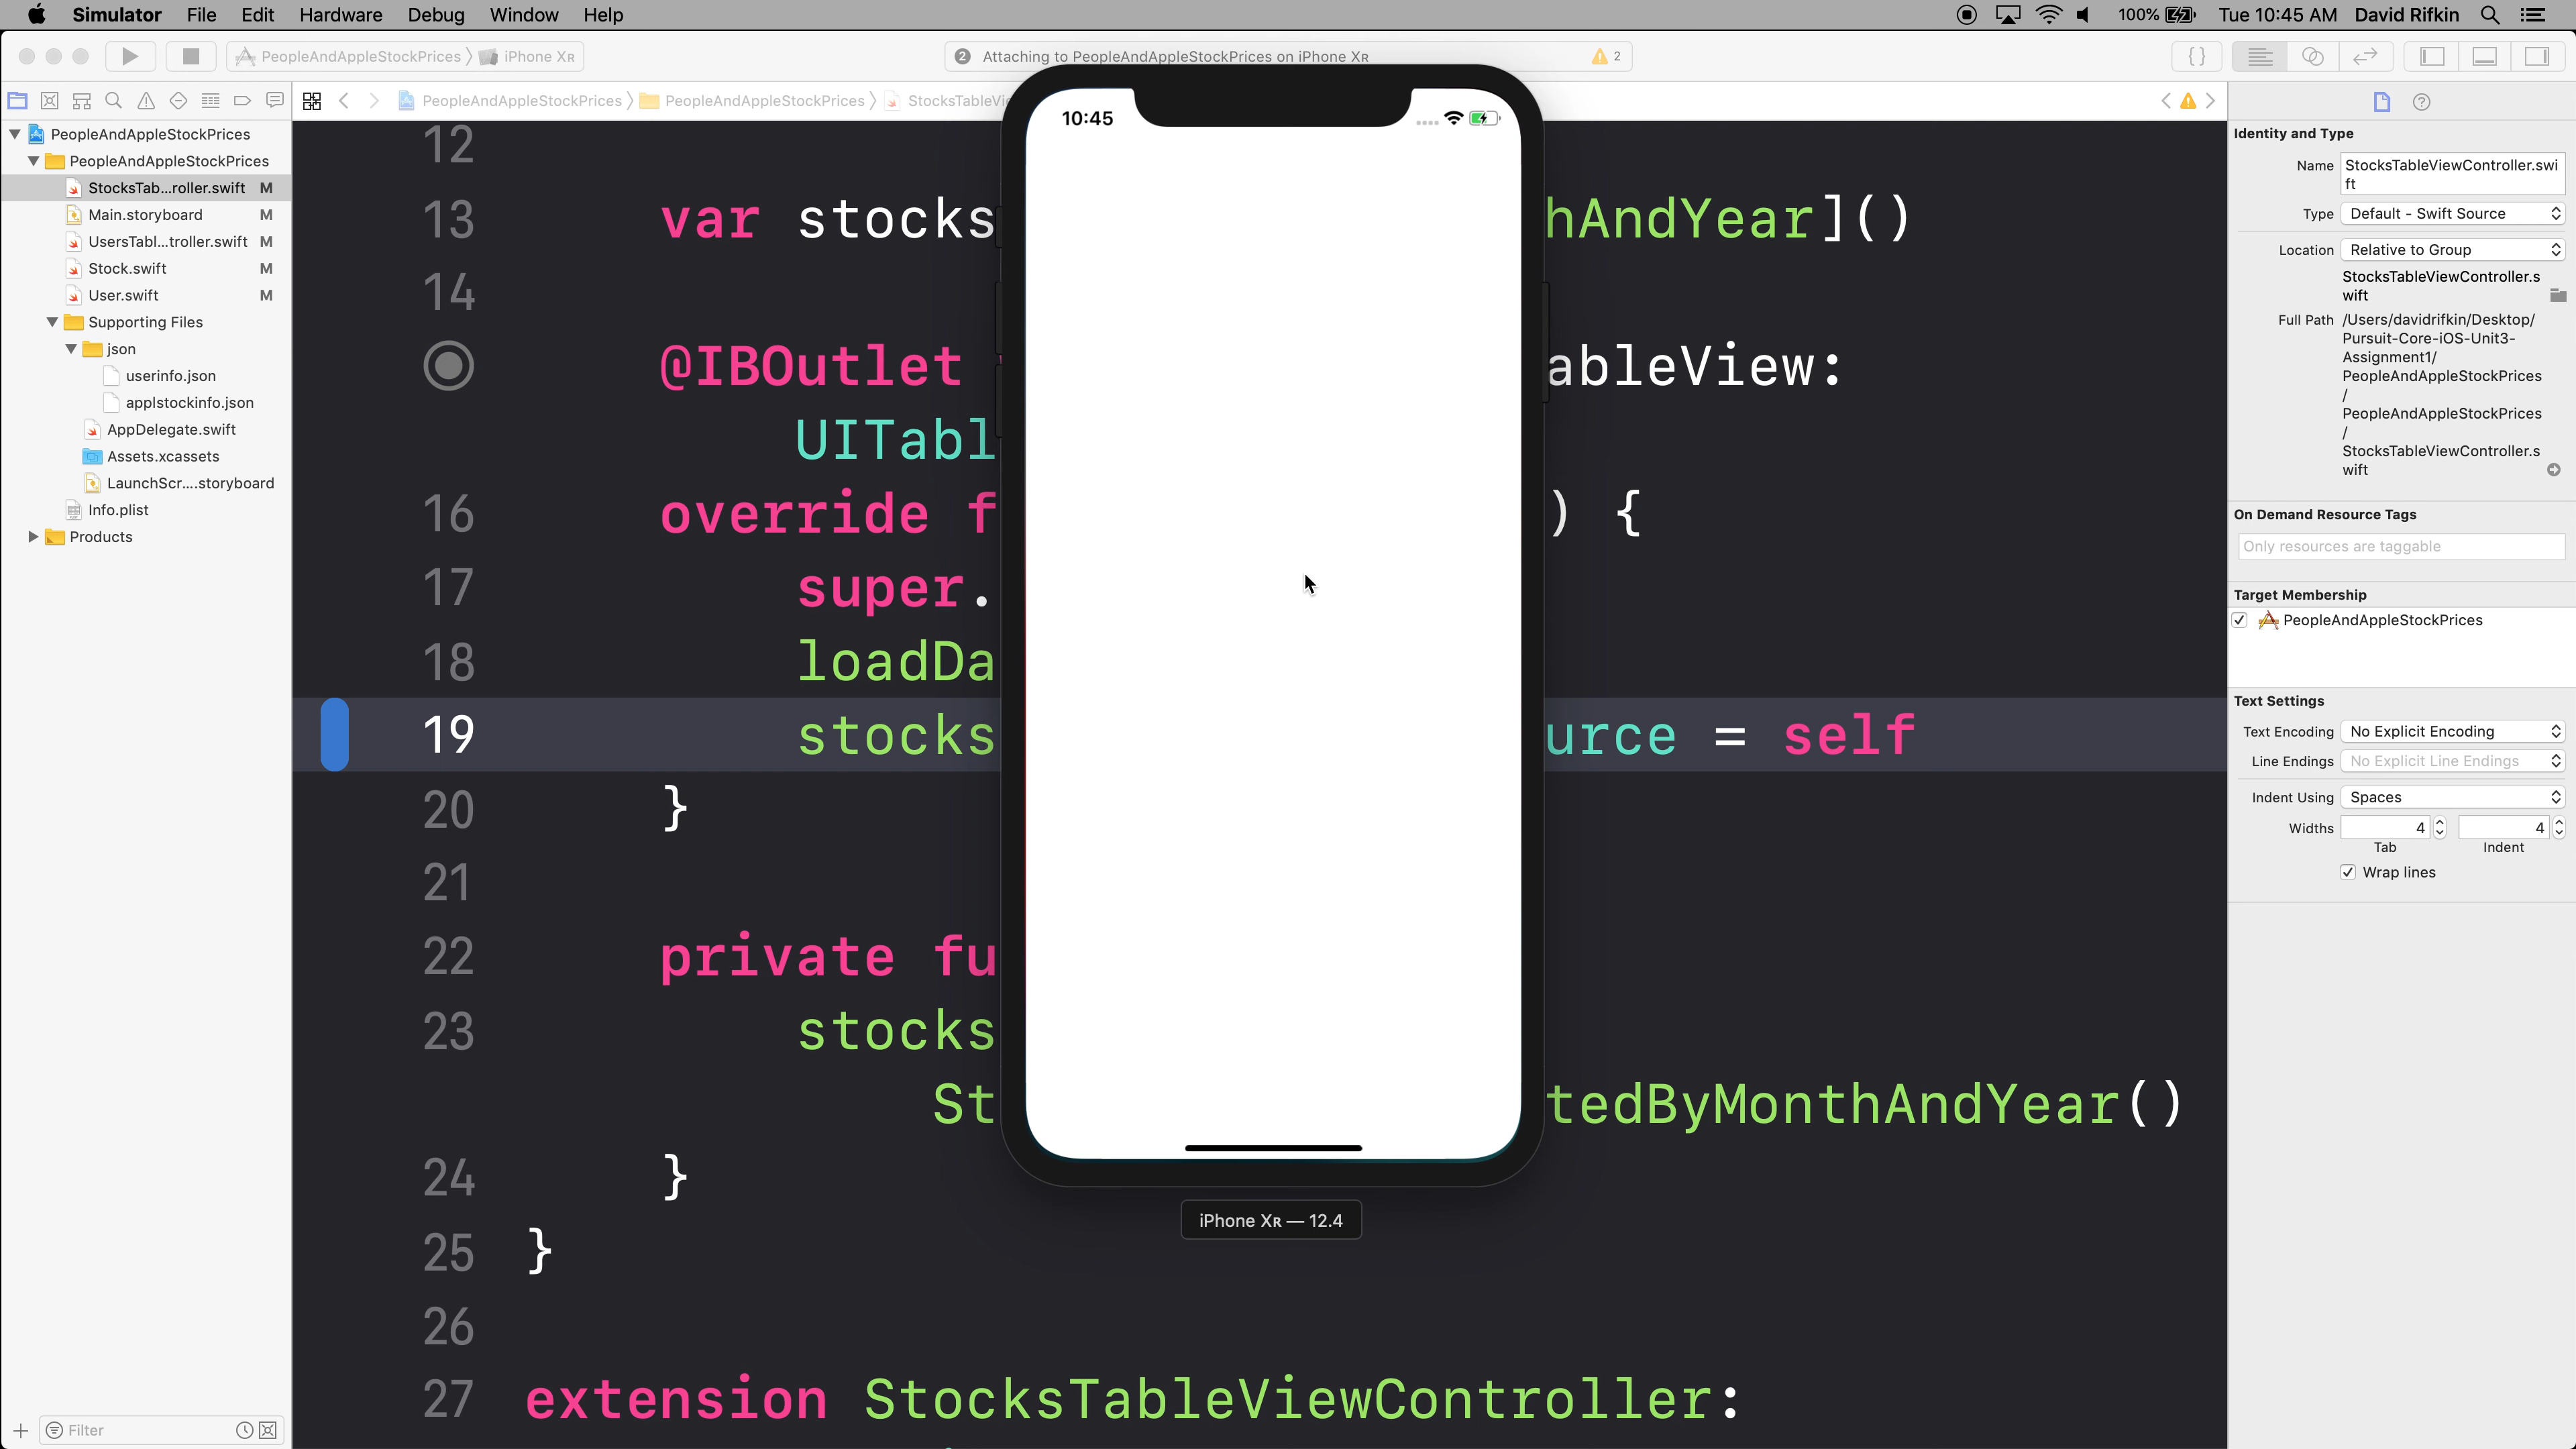 Simulator File Edit Hardware Debug Window Help 100% Tue 10:45 AM David Rifkin
PeopleAndAppleStockPrices iPhone XR 2 Attaching to PeopleAndAppleStockPrices on iPhone XR 2
PeopleAndAppleStockPrices PeopleAndAppleStockPrices StocksTableVi
PeopleAndAppleStockPrices
PeopleAndAppleStockPrices
StocksTab...roller.swift M
Main.storyboard M
UsersTabl...troller.swift M
Stock.swift M
User.swift M
Supporting Files
json
userinfo.json
applstockinfo.json
AppDelegate.swift
Assets.xcassets
LaunchScr....storyboard
Info.plist
Products
Filter
12
13 var stocks hAndYear]()
14
@IBOutlet ableView:
UITabl
16 override f ) {
17 super.
18 loadDa
19 stocks urce = self
20 }
21
22 private fu
23 stocks
St tedByMonthAndYear()
24 }
25 }
26
27 extension StocksTableViewController:
10:45
iPhone XR — 12.4
Identity and Type
Name StocksTableViewController.swi
ft
Type Default - Swift Source
Location Relative to Group
StocksTableViewController.s
wift
Full Path /Users/davidrifkin/Desktop/
Pursuit-Core-iOS-Unit3-
Assignment1/
PeopleAndAppleStockPrices
/
PeopleAndAppleStockPrices
/
StocksTableViewController.s
wift
On Demand Resource Tags
Only resources are taggable
Target Membership
PeopleAndAppleStockPrices
Text Settings
Text Encoding No Explicit Encoding
Line Endings No Explicit Line Endings
Indent Using Spaces
Widths 4 4
Tab Indent
Wrap lines